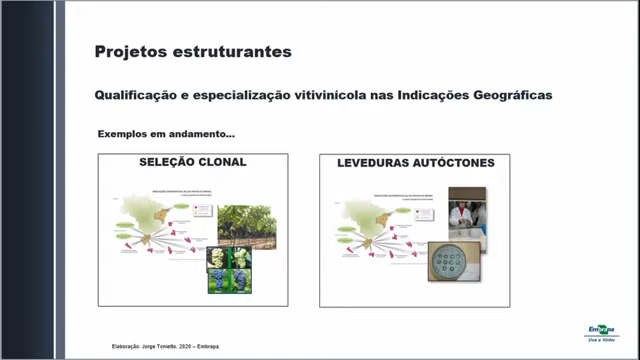 Projetos estruturantes
Qualificação e especialização vitivinícola nas Indicações Geográficas
Exemplos em andamento...
SELEÇÃO CLONAL
LEVEDURAS AUTÓCTONES
Elaboração: Jorge Tonietto, 2020 – Embrapa.
Embrapa
Uva e Vinho